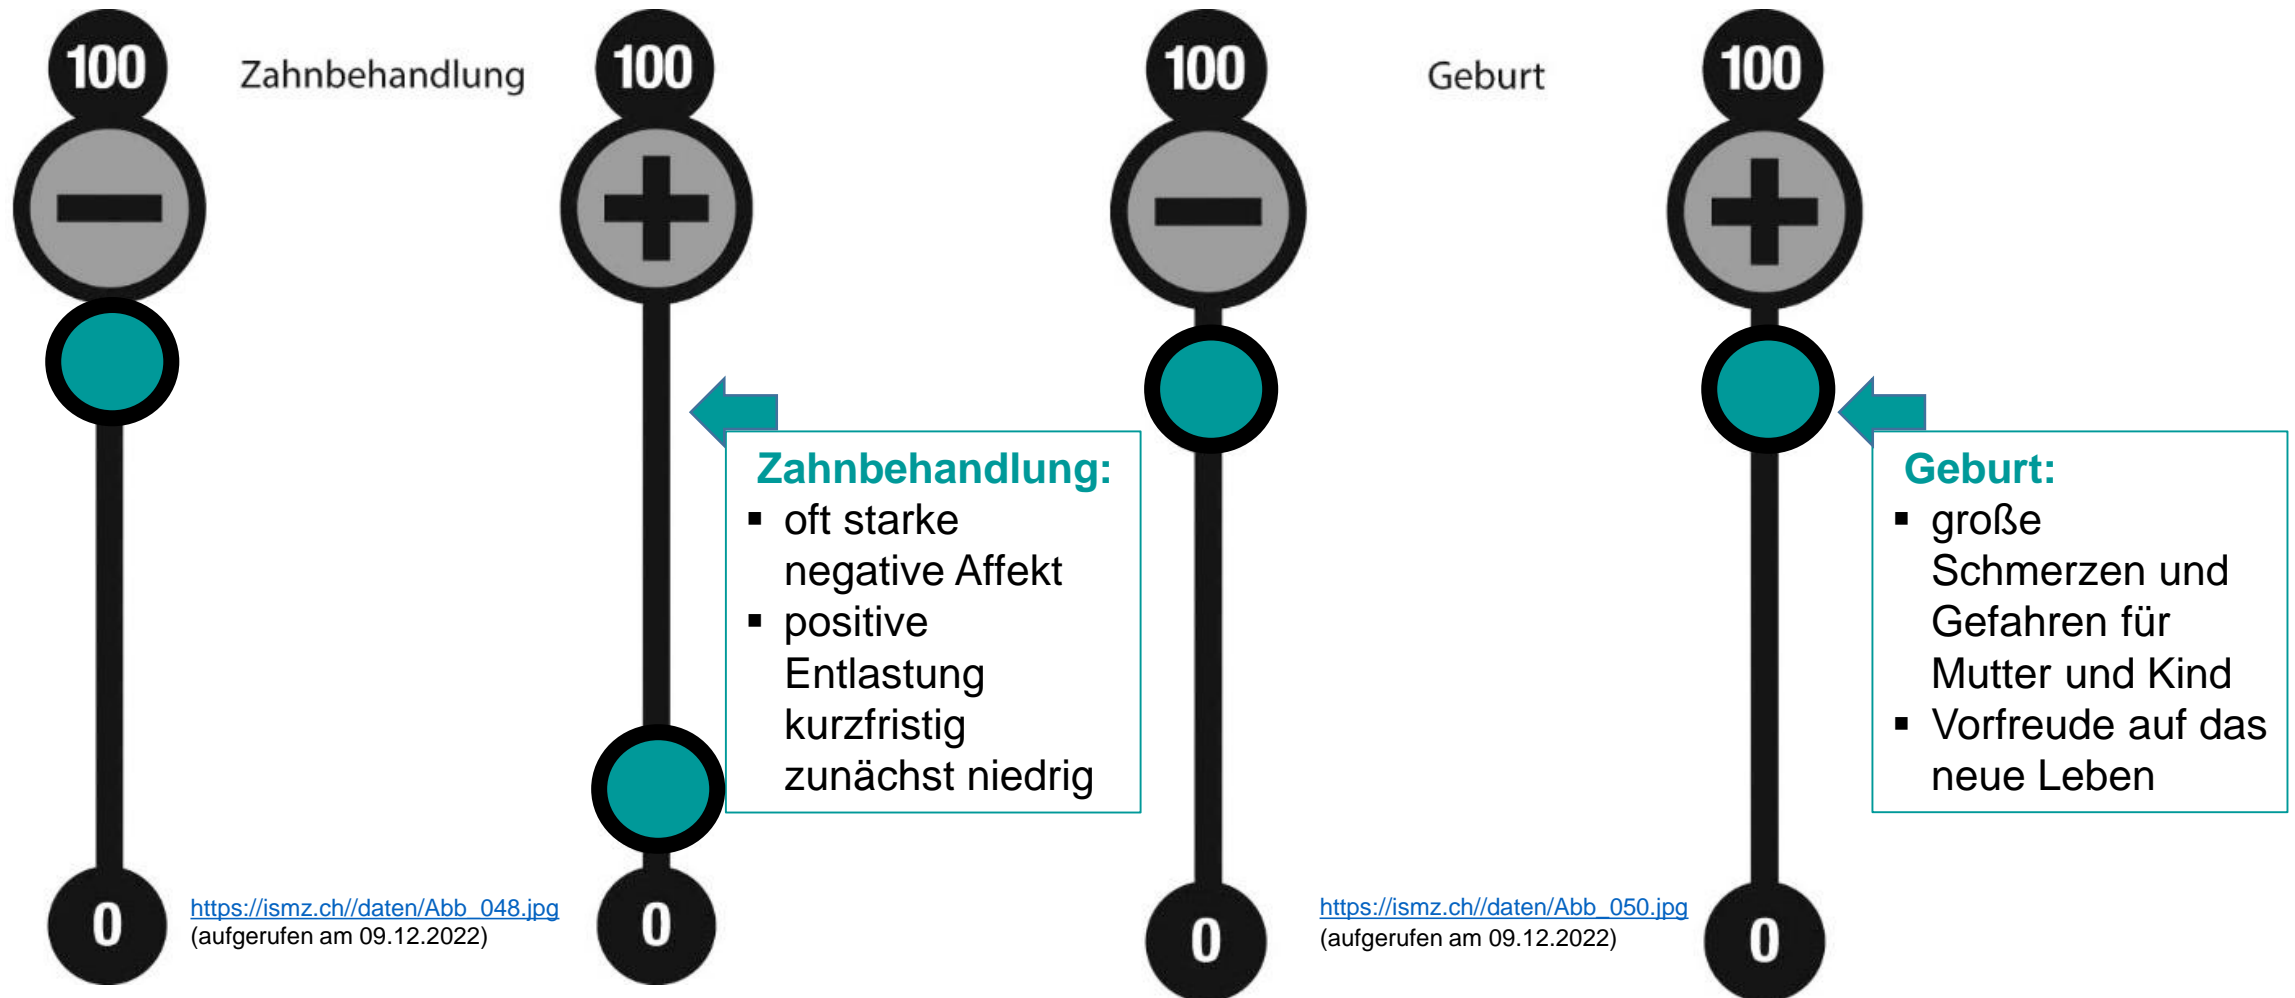 100
Zahnbehandlung
100
100
Geburt
100
Zahnbehandlung:
▪ oft starke
negative Affekt
▪ positive
Entlastung
kurzfristig
zunächst niedrig
Geburt:
▪ große
Schmerzen und
Gefahren für
Mutter und Kind
▪ Vorfreude auf das
neue Leben
0
https://ismz.ch//daten/Abb_048.jpg
(aufgerufen am 09.12.2022)
0
0
https://ismz.ch//daten/Abb_050.jpg
(aufgerufen am 09.12.2022)
0